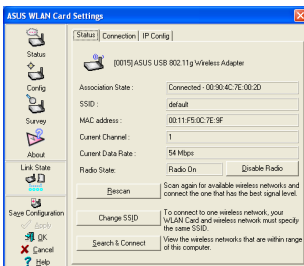 ASUS WLAN Card Settings
Status
Config
Survey
About
Link State
Save Configuration
Apply
OK
Cancel
Help
Status Connection IP Config
[0015] ASUS USB 802.11g Wireless Adapter
Association State : Connected - 00:90:4C:7E:00:2D
SSID : default
MAC address : 00:11:F5:0C:7E:9F
Current Channel : 1
Current Data Rate : 54 Mbps
Radio State: Radio On Disable Radio
Rescan Scan again for available wireless networks and
connect the one that has the best signal level.
Change SSID To connect to one wireless network, your
WLAN Card and wireless network must specify
the same SSID.
Search & Connect View the wireless networks that are within range
of this computer.